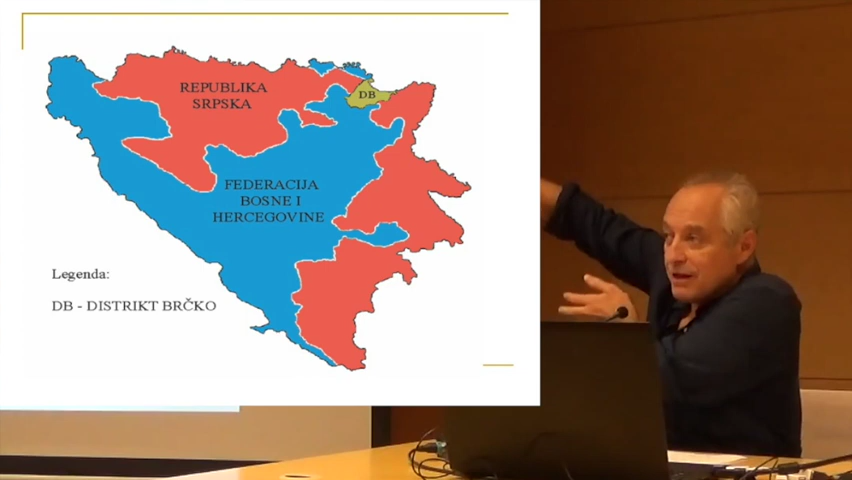 REPUBLIKA
SRPSKA
DB
FEDERACIJA
BOSNE I
HERCEGOVINE
Legenda:
DB - DISTRIKT BRČKO